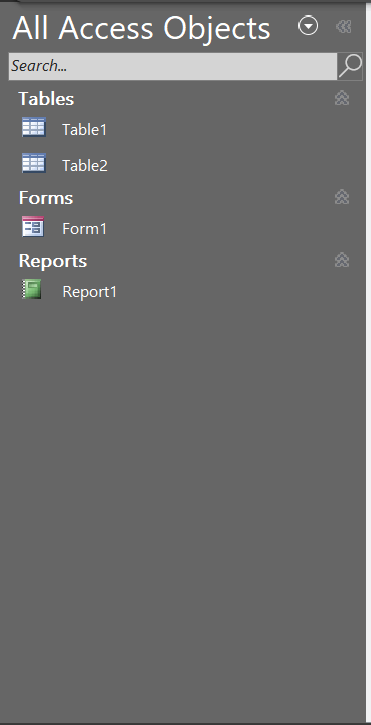 All Access Objects
Search...
Tables
Table1
Table2
Forms
Form1
Reports
Report1